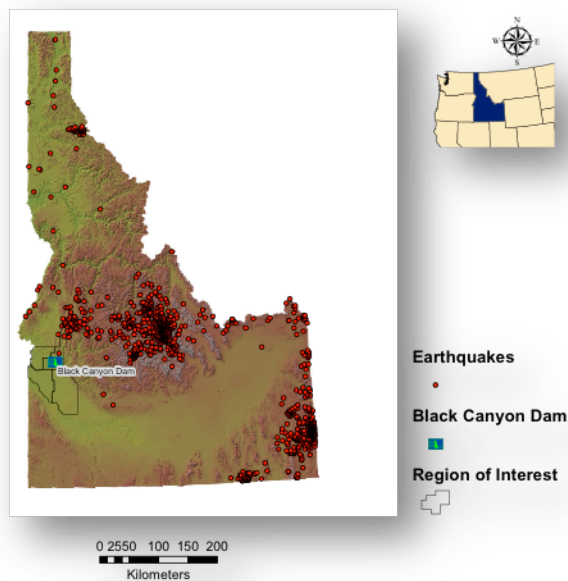 N
W E
S
Black Canyon Dam
Earthquakes
Black Canyon Dam
Region of Interest
0 2550 100 150 200
Kilometers